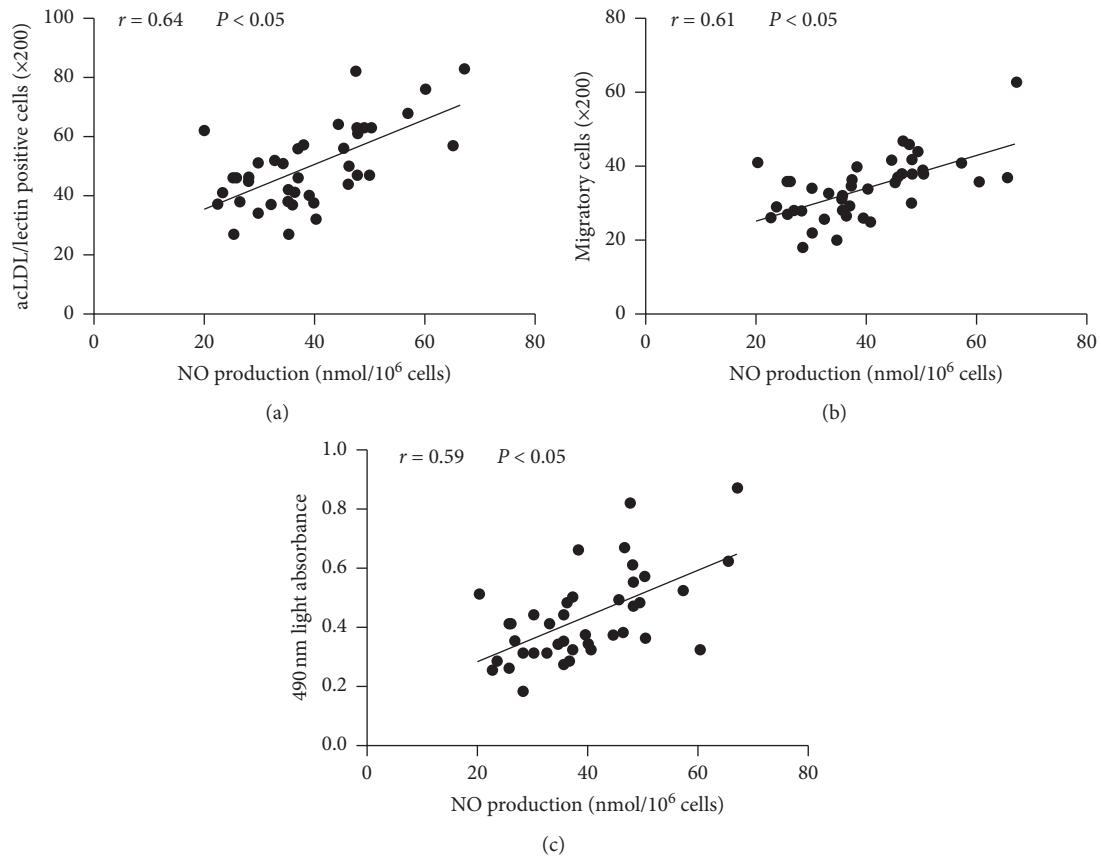 r = 0.64 P < 0.05
acLDL/lectin positive cells (×200)
100
80
60
40
20
0
0 20 40 60 80
NO production (nmol/10⁶ cells)
(a)
r = 0.61 P < 0.05
Migratory cells (×200)
80
60
40
20
0
0 20 40 60 80
NO production (nmol/10⁶ cells)
(b)
r = 0.59 P < 0.05
490 nm light absorbance
1.0
0.8
0.6
0.4
0.2
0.0
0 20 40 60 80
NO production (nmol/10⁶ cells)
(c)